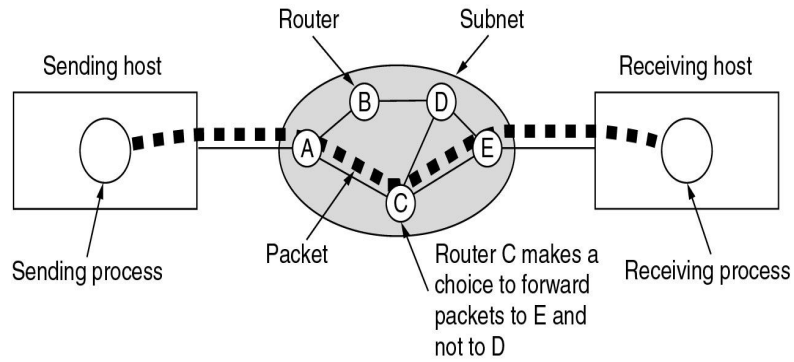 Router
Subnet
Sending host
Receiving host
B
D
A
E
C
Packet
Router C makes a
choice to forward
packets to E and
not to D
Sending process
Receiving process